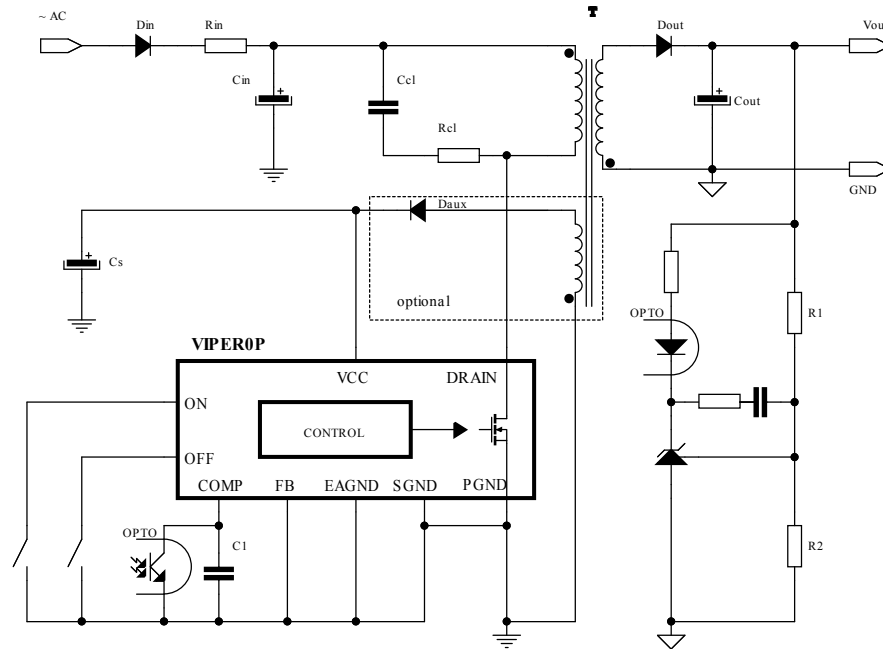 ~ AC
Din
Rin
T
Dout
Vou
Cin
Ccl
Cout
Rcl
GND
Daux
Cs
optional
R1
OPTO
VIPER0P
VCC
DRAIN
ON
CONTROL
OFF
COMP
FB
EAGND
SGND
PGND
OPTO
C1
R2